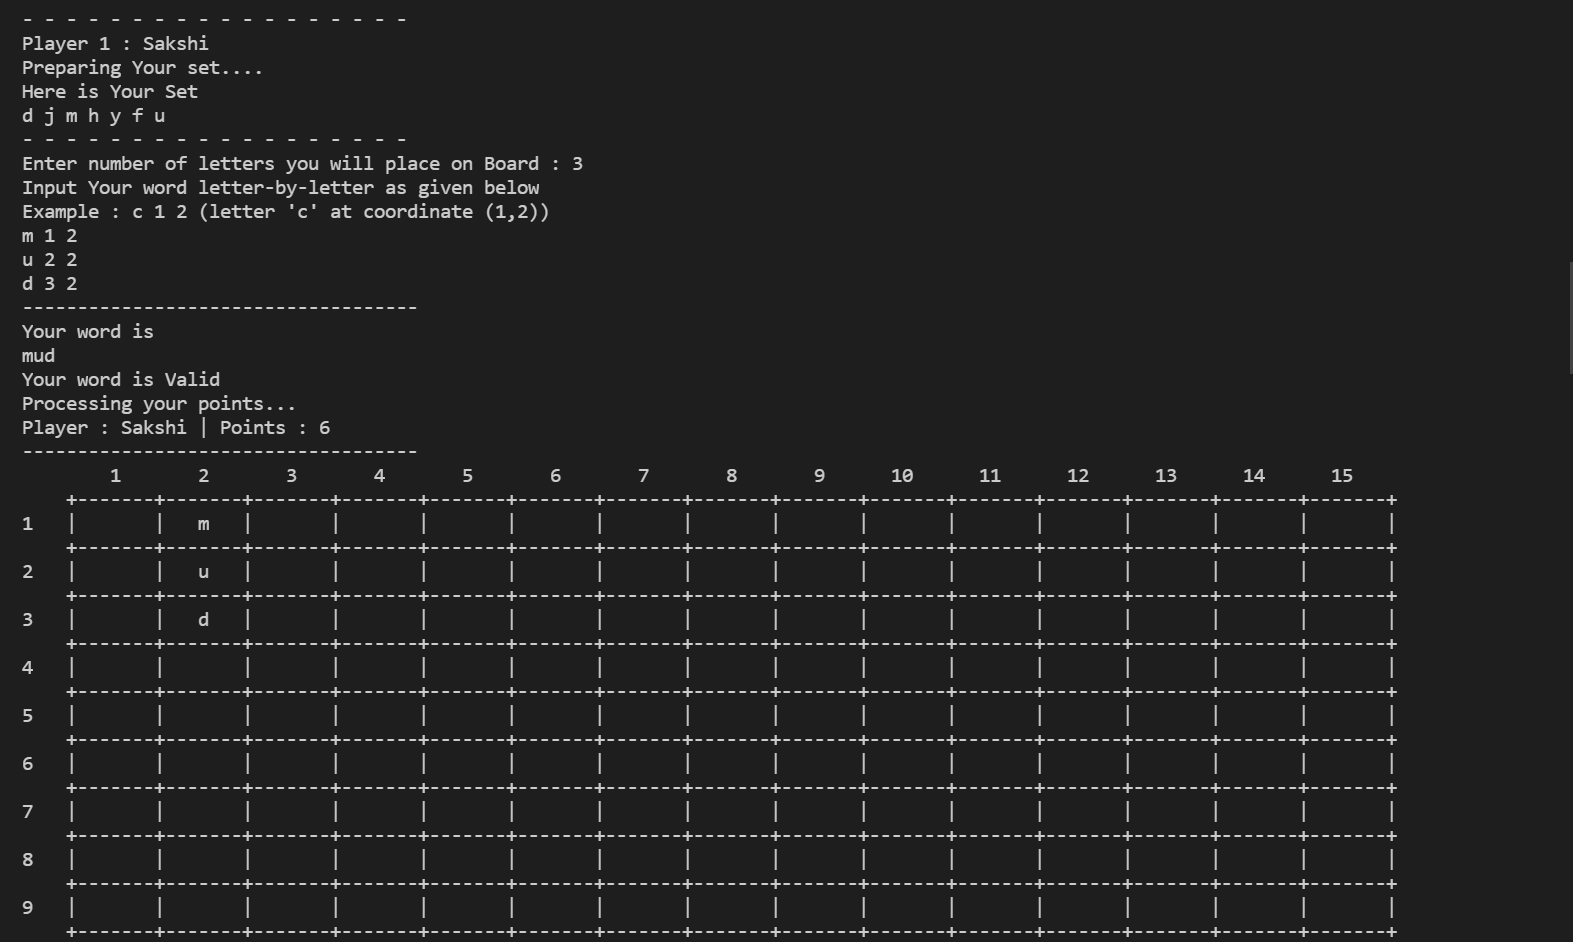 - - - - - - - - - - - - - - - - - -
Player 1 : Sakshi
Preparing Your set....
Here is Your Set
d j m h y f u
- - - - - - - - - - - - - - - - - -
Enter number of letters you will place on Board : 3
Input Your word letter-by-letter as given below
Example : c 1 2 (letter 'c' at coordinate (1,2))
m 1 2
u 2 2
d 3 2
------------------------------------
Your word is
mud
Your word is Valid
Processing your points...
Player : Sakshi | Points : 6
------------------------------------
1 2 3 4 5 6 7 8 9 10 11 12 13 14 15
+-------+-------+-------+-------+-------+-------+-------+-------+-------+-------+-------+-------+-------+-------+-------+
1 | | m | | | | | | | | | | | | | |
+-------+-------+-------+-------+-------+-------+-------+-------+-------+-------+-------+-------+-------+-------+-------+
2 | | u | | | | | | | | | | | | | |
+-------+-------+-------+-------+-------+-------+-------+-------+-------+-------+-------+-------+-------+-------+-------+
3 | | d | | | | | | | | | | | | | |
+-------+-------+-------+-------+-------+-------+-------+-------+-------+-------+-------+-------+-------+-------+-------+
4 | | | | | | | | | | | | | | | |
+-------+-------+-------+-------+-------+-------+-------+-------+-------+-------+-------+-------+-------+-------+-------+
5 | | | | | | | | | | | | | | | |
+-------+-------+-------+-------+-------+-------+-------+-------+-------+-------+-------+-------+-------+-------+-------+
6 | | | | | | | | | | | | | | | |
+-------+-------+-------+-------+-------+-------+-------+-------+-------+-------+-------+-------+-------+-------+-------+
7 | | | | | | | | | | | | | | | |
+-------+-------+-------+-------+-------+-------+-------+-------+-------+-------+-------+-------+-------+-------+-------+
8 | | | | | | | | | | | | | | | |
+-------+-------+-------+-------+-------+-------+-------+-------+-------+-------+-------+-------+-------+-------+-------+
9 | | | | | | | | | | | | | | | |
+-------+-------+-------+-------+-------+-------+-------+-------+-------+-------+-------+-------+-------+-------+-------+